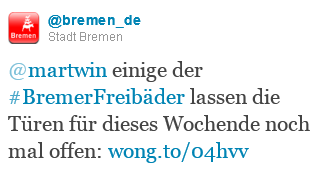 @bremen_de
Bremen
Stadt Bremen
@martwin einige der
#BremerFreibäder lassen die
Türen für dieses Wochenende noch
mal offen: wong.to/04hvv